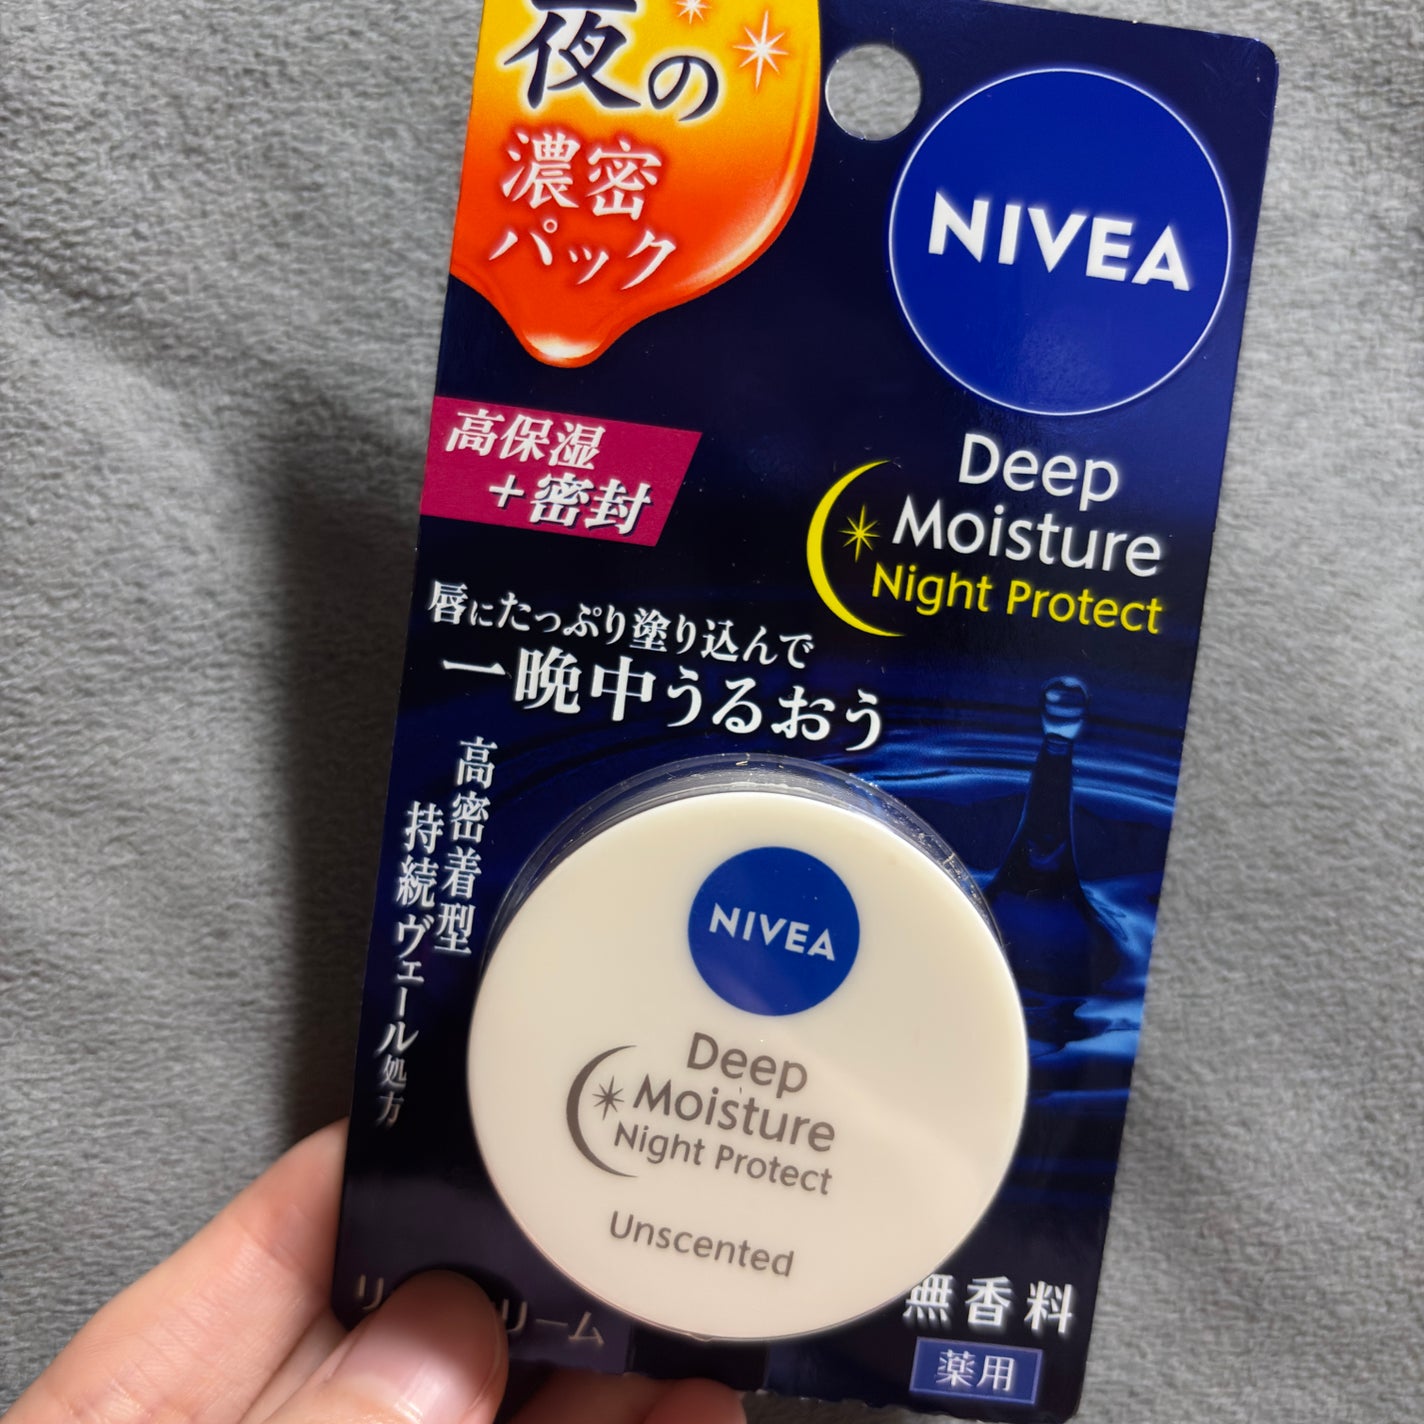 夜の
濃密
パック
NIVEA
Deep
Moisture
Night Protect
高保湿
+密封
唇にたっぷり塗り込んで
一晩中うるおう
高密着型
持続ヴェール処方
NIVEA
Deep
Moisture
Night Protect
Unscented
無香料
薬用